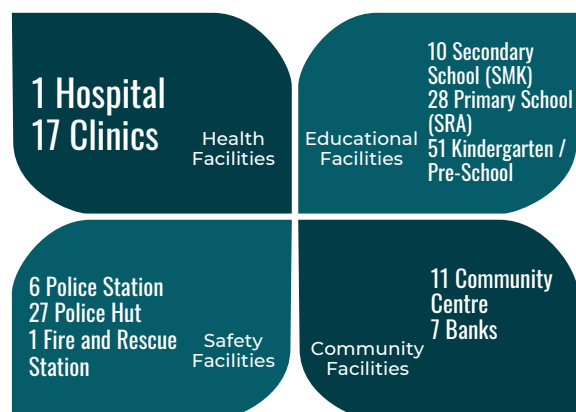 1 Hospital
17 Clinics
Health
Facilities
10 Secondary
School (SMK)
28 Primary School
(SRA)
51 Kindergarten /
Pre-School
Educational
Facilities
6 Police Station
27 Police Hut
1 Fire and Rescue
Station
Safety
Facilities
11 Community
Centre
7 Banks
Community
Facilities